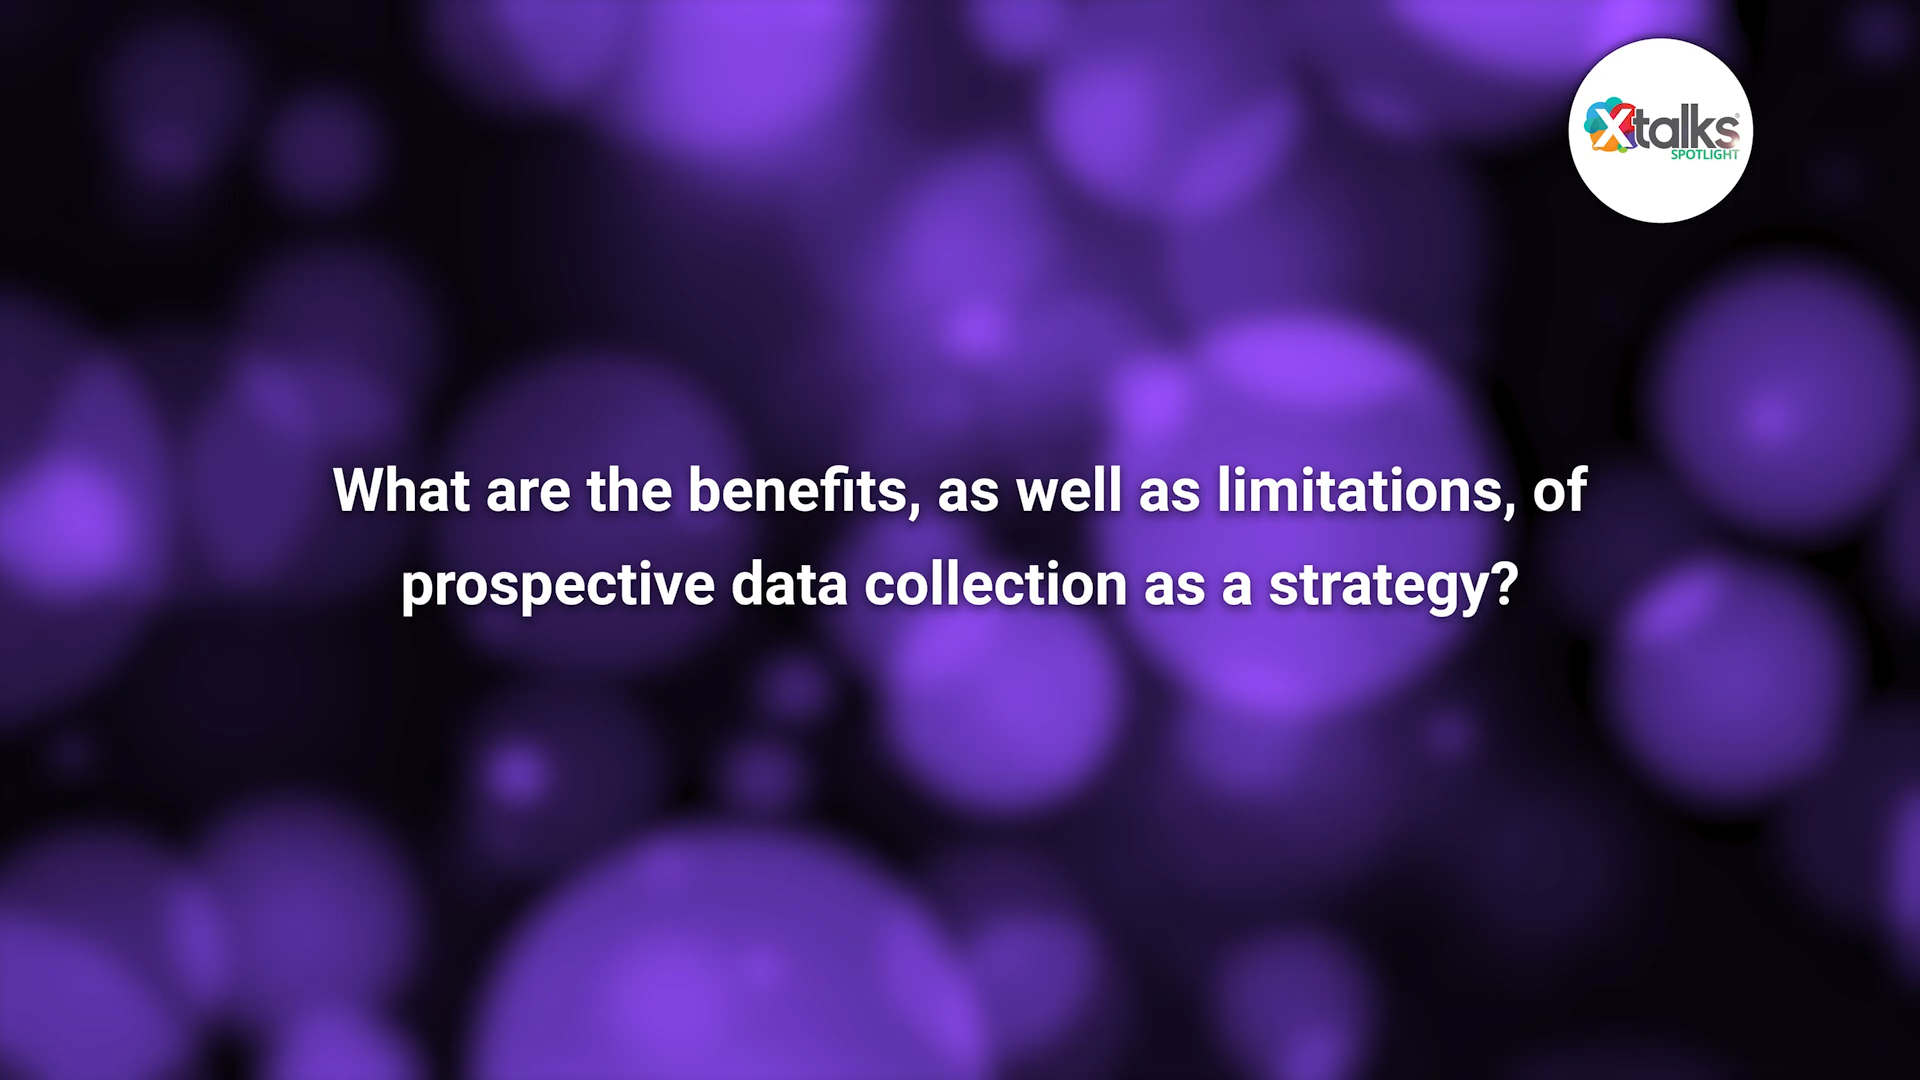 Xtalks
SPOTLIGHT
What are the benefits, as well as limitations, of
prospective data collection as a strategy?